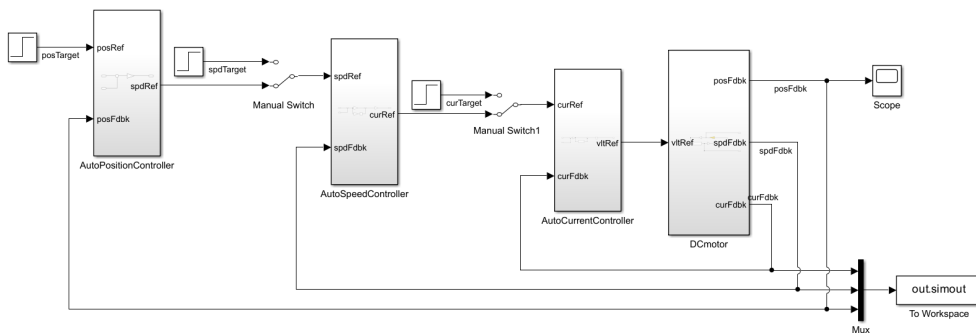 posTarget
posRef
spdRef
posFdbk
AutoPositionController
spdTarget
Manual Switch
spdRef
curRef
spdFdbk
AutoSpeedController
curTarget
Manual Switch1
curRef
vltRef
curFdbk
AutoCurrentController
vltRef
posFdbk
spdFdbk
curFdbk
DCmotor
posFdbk
spdFdbk
curFdbk
Scope
Mux
out.simout
To Workspace